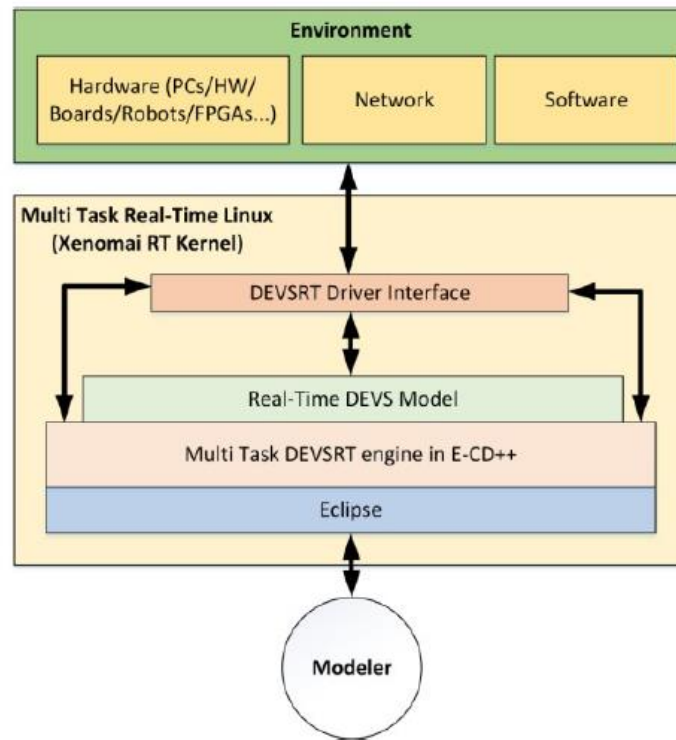 Environment
Hardware (PCs/HW/
Boards/Robots/FPGAs...)
Network
Software
Multi Task Real-Time Linux
(Xenomai RT Kernel)
DEVSRT Driver Interface
Real-Time DEVS Model
Multi Task DEVSRT engine in E-CD++
Eclipse
Modeler